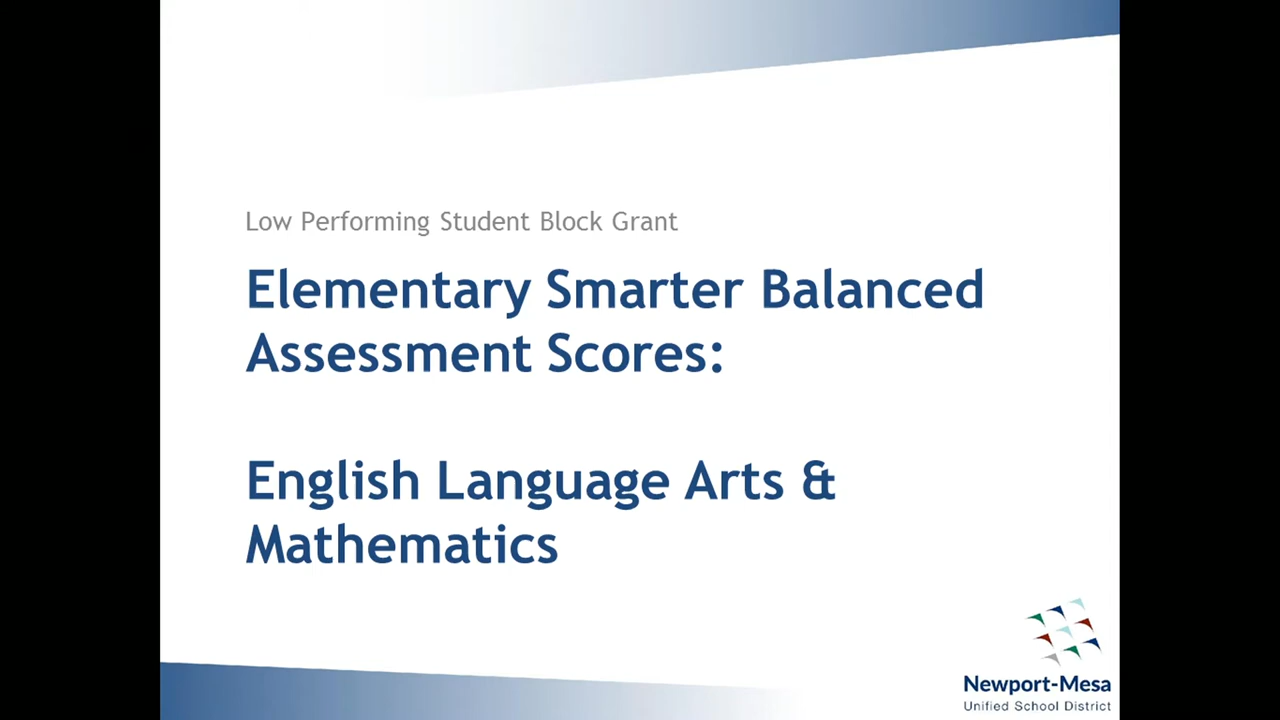 Low Performing Student Block Grant
Elementary Smarter Balanced
Assessment Scores:
English Language Arts &
Mathematics
Newport-Mesa
Unified School District